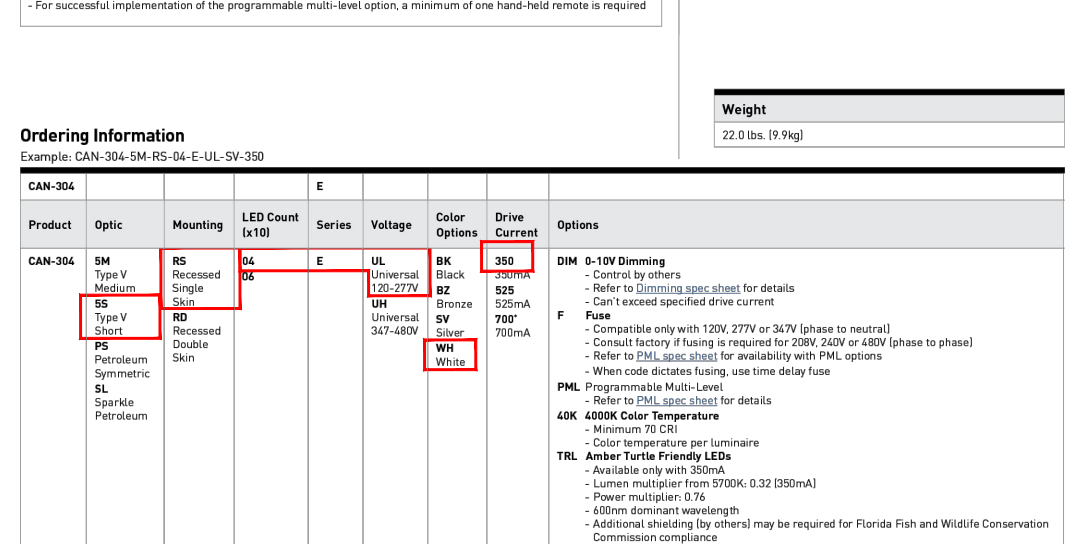 - For successful implementation of the programmable multi-level option, a minimum of one hand-held remote is required
Weight
22.0 lbs. (9.9kg)
Ordering Information
Example: CAN-304-5M-RS-04-E-UL-SV-350
CAN-304 E
Product Optic Mounting LED Count (x10) Series Voltage Color Options Drive Current Options
CAN-304
5M
Type V
Medium
5S
Type V
Short
PS
Petroleum
Symmetric
SL
Sparkle
Petroleum
RS
Recessed
Single
Skin
RD
Recessed
Double
Skin
04
06
E
UL
Universal
120-277V
UH
Universal
347-480V
BK
Black
BZ
Bronze
SV
Silver
WH
White
350
350mA
525
525mA
700*
700mA
DIM 0-10V Dimming
- Control by others
- Refer to Dimming spec sheet for details
- Can't exceed specified drive current
F Fuse
- Compatible only with 120V, 277V or 347V (phase to neutral)
- Consult factory if fusing is required for 208V, 240V or 480V (phase to phase)
- Refer to PML spec sheet for availability with PML options
- When code dictates fusing, use time delay fuse
PML Programmable Multi-Level
- Refer to PML spec sheet for details
40K 4000K Color Temperature
- Minimum 70 CRI
- Color temperature per luminaire
TRL Amber Turtle Friendly LEDs
- Available only with 350mA
- Lumen multiplier from 5700K: 0.32 (350mA)
- Power multiplier: 0.76
- 600nm dominant wavelength
- Additional shielding (by others) may be required for Florida Fish and Wildlife Conservation
Commission compliance